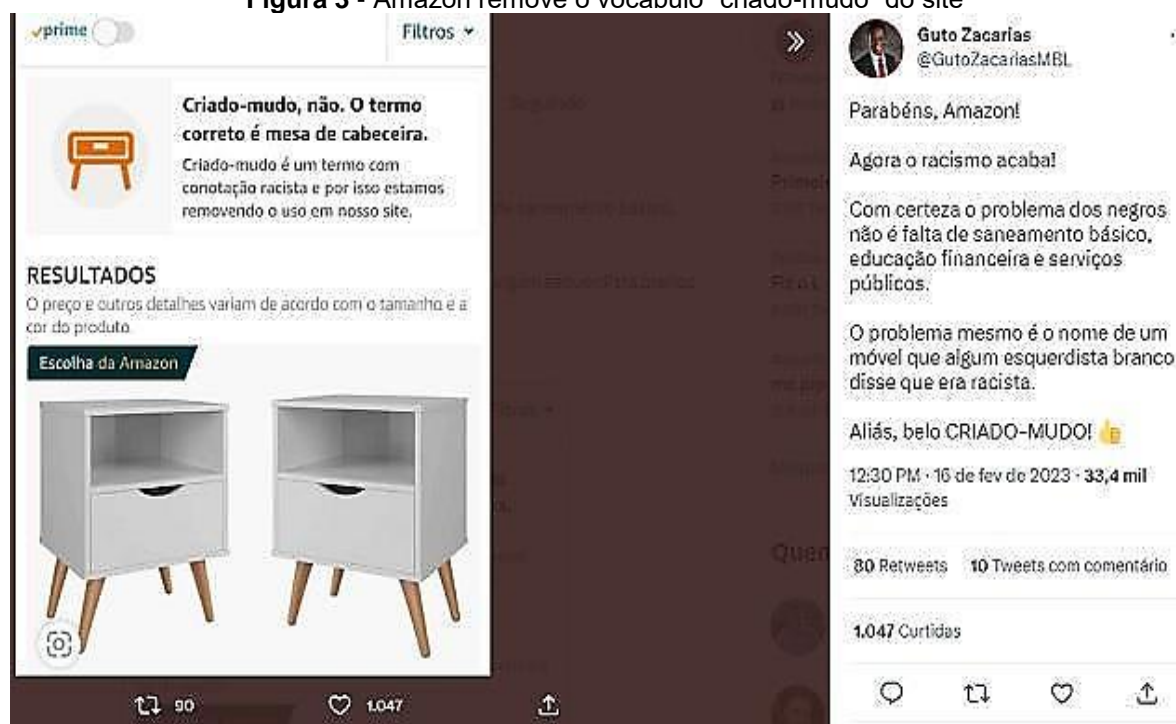 Figura 3 - Amazon remove o vocábulo "criado-mudo" do site
prime
Filtros
Criado-mudo, não. O termo
correto é mesa de cabeceira.
Criado-mudo é um termo com
conotação racista e por isso estamos
removendo o uso em nosso site.
RESULTADOS
O preço e outros detalhes variam de acordo com o tamanho e a
cor do produto.
Escolha da Amazon
90
1.047
Guto Zacarias
@GutoZacariasMBL
Parabéns, Amazon!
Agora o racismo acaba!
Com certeza o problema dos negros
não é falta de saneamento básico,
educação financeira e serviços
públicos.
O problema mesmo é o nome de um
móvel que algum esquerdista branco
disse que era racista.
Aliás, belo CRIADO-MUDO! 👍
12:30 PM · 16 de fev de 2023 · 33,4 mil
Visualizações
80 Retweets 10 Tweets com comentário
1.047 Curtidas